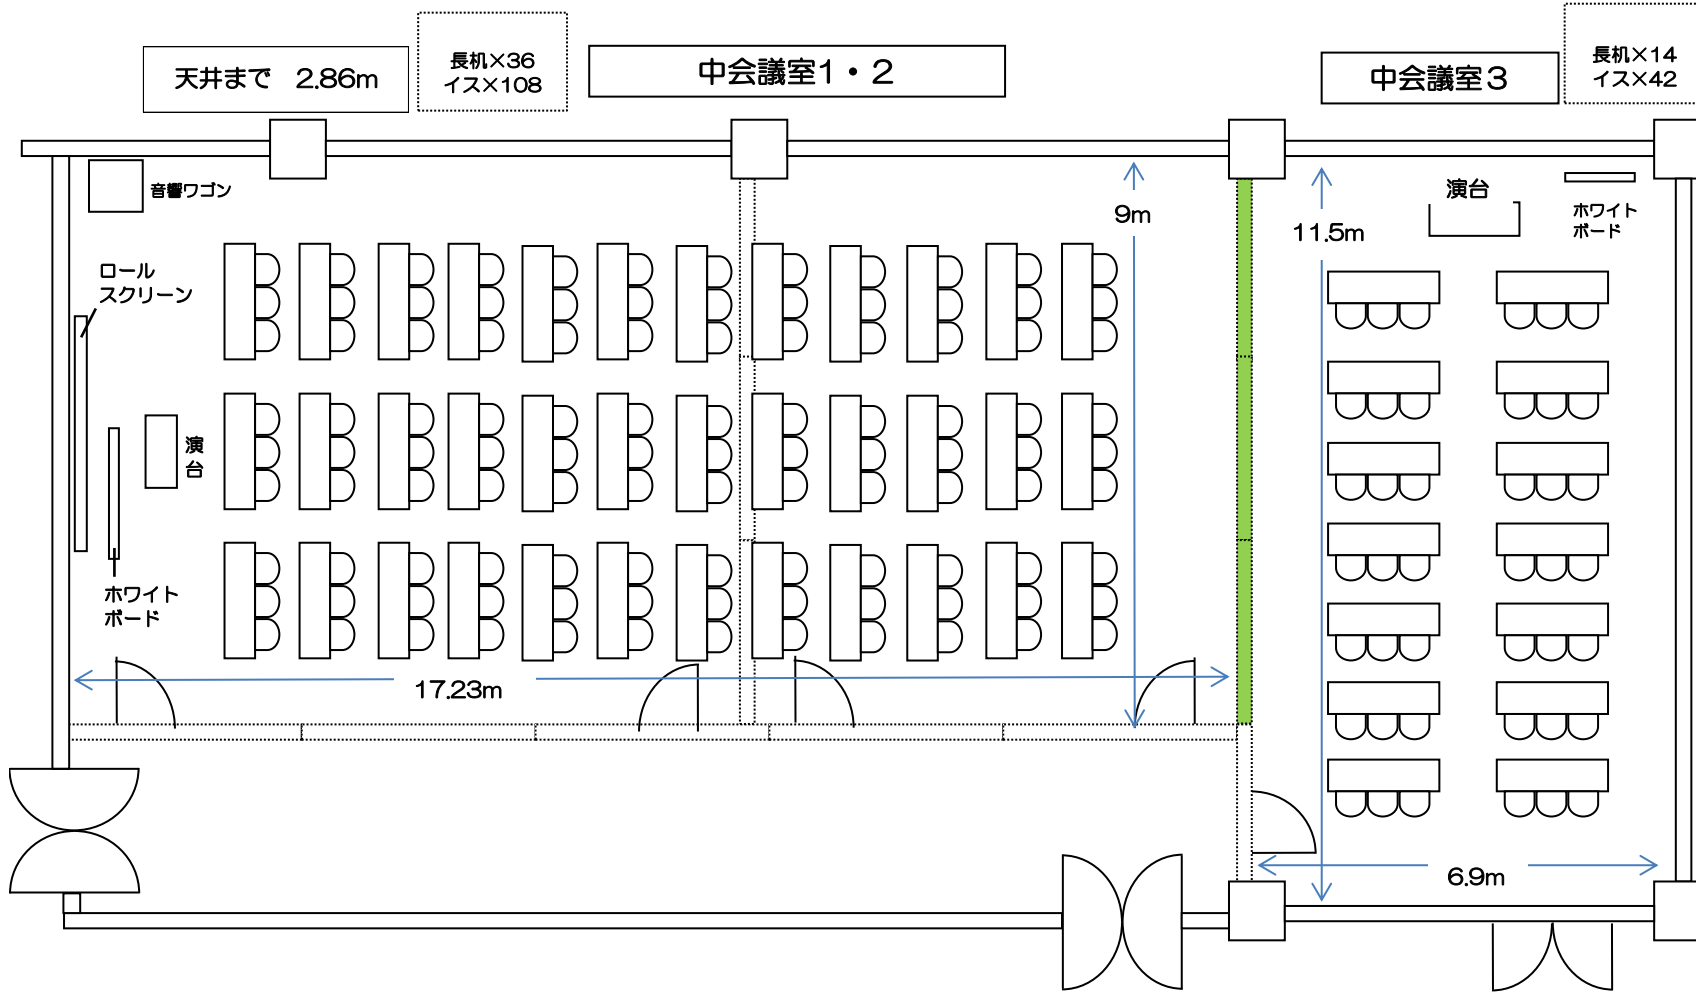 天井まで　2.86m
長机×36
イス×108
中会議室1・2
中会議室3
長机×14
イス×42
音響ワゴン
ロール
スクリーン
演
台
ホワイト
ボード
17.23m
9m
11.5m
演台
ホワイト
ボード
6.9m